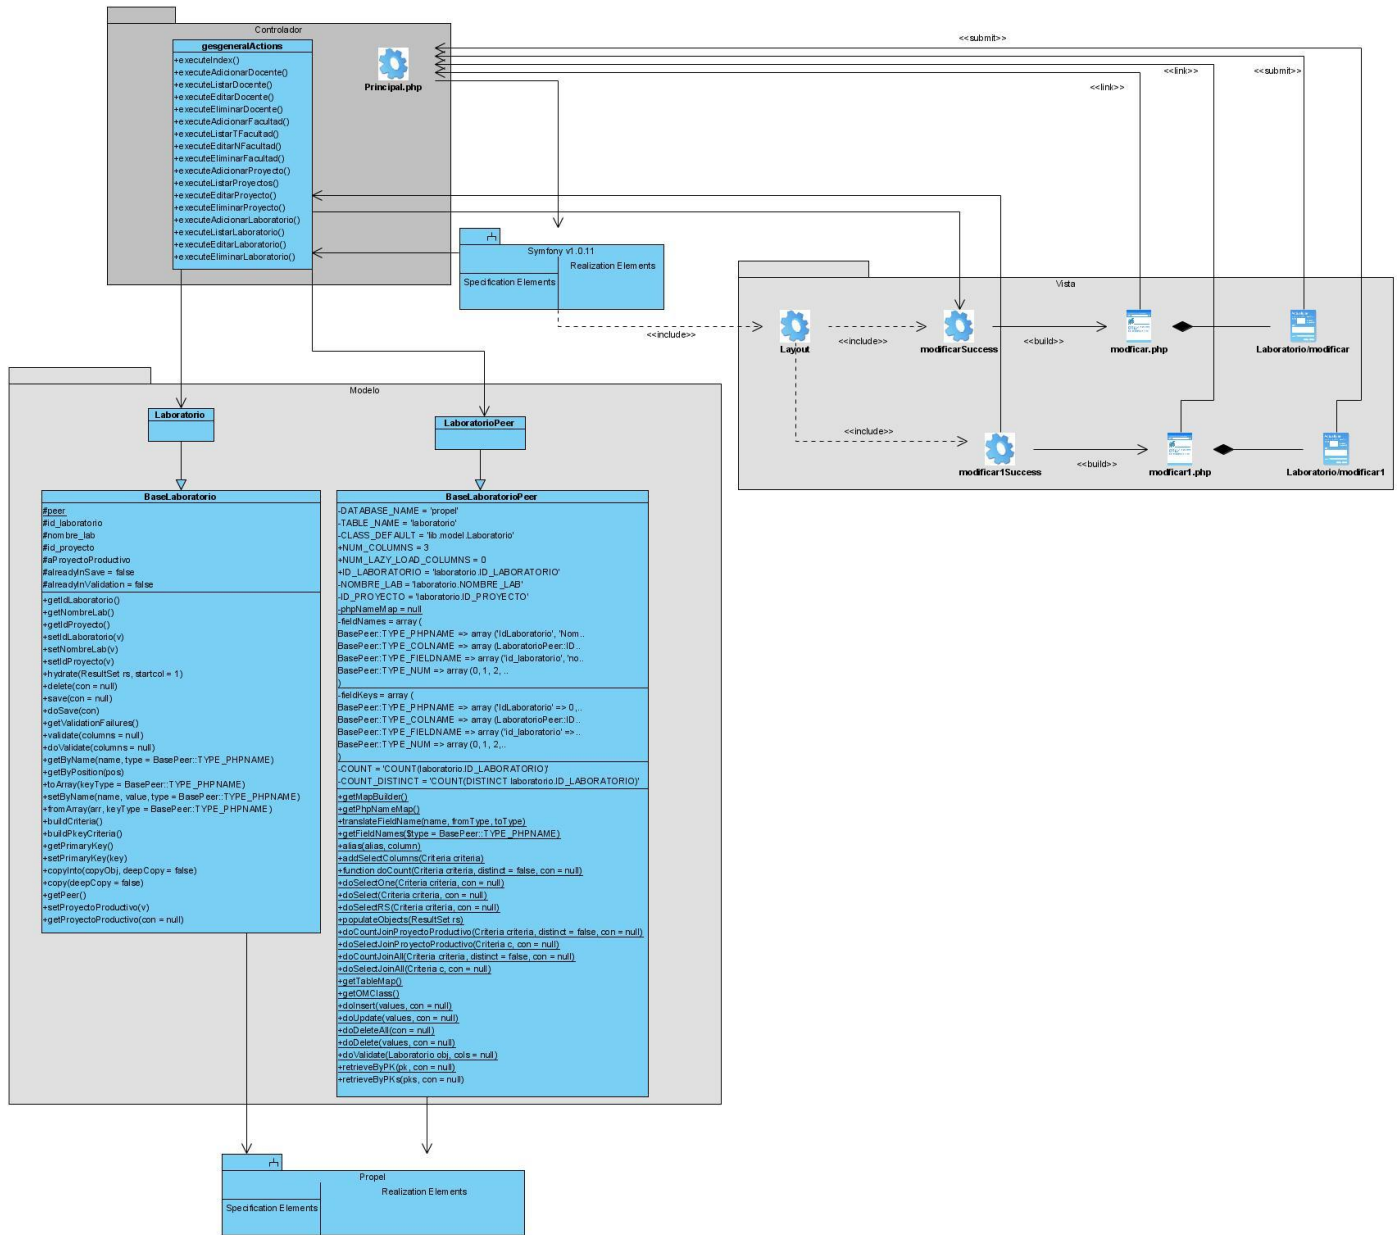 Controlador
gesgeneralActions
+executeIndex()
+executeAdicionarDocente()
+executeListarDocente()
+executeEditarDocente()
+executeEliminarDocente()
+executeAdicionarFacultad()
+executeListarTFacultad()
+executeEditarNFacultad()
+executeEliminarFacultad()
+executeAdicionarProyecto()
+executeListarProyectos()
+executeEditarProyecto()
+executeEliminarProyecto()
+executeAdicionarLaboratorio()
+executeListarLaboratorio()
+executeEditarLaboratorio()
+executeEliminarLaboratorio()
Principal.php
<<submit>>
<<link>>
<<submit>>
<<link>>
Symfony v1.0.11
Realization Elements
Specification Elements
<<include>>
Vista
Layout
<<include>>
modificarSuccess
<<build>>
modficar.php
Laboratorio/modificar
<<include>>
modificar1Success
<<build>>
modficar1.php
Laboratorio/modificar1
Modelo
Laboratorio
LaboratorioPeer
BaseLaboratorio
#peer
#id_laboratorio
#nombre_lab
#id_proyecto
#aProyectoProductivo
#alreadyInSave = false
#alreadyInValidation = false
+getIdLaboratorio()
+getNombreLab()
+getIdProyecto()
+setIdLaboratorio(v)
+setNombreLab(v)
+setIdProyecto(v)
+hydrate(ResultSet rs, startcol = 1)
+delete(con = null)
+save(con = null)
+doSave(con)
+getValidationFailures()
+validate(columns = null)
+doValidate(columns = null)
+getByName(name, type = BasePeer::TYPE_PHPNAME)
+getByPosition(pos)
+toArray(keyType = BasePeer::TYPE_PHPNAME)
+setByName(name, value, type = BasePeer::TYPE_PHPNAME)
+fromArray(arr, keyType = BasePeer::TYPE_PHPNAME)
+buildCriteria()
+buildPkeyCriteria()
+getPrimaryKey()
+setPrimaryKey(key)
+copyInto(copyObj, deepCopy = false)
+copy(deepCopy = false)
+getPeer()
+setProyectoProductivo(v)
+getProyectoProductivo(con = null)
BaseLaboratorioPeer
-DATABASE_NAME = 'propel'
-TABLE_NAME = 'laboratorio'
-CLASS_DEFAULT = 'lib.model.Laboratorio'
+NUM_COLUMNS = 3
+NUM_LAZY_LOAD_COLUMNS = 0
+ID_LABORATORIO = 'laboratorio.ID_LABORATORIO'
-NOMBRE_LAB = 'laboratorio.NOMBRE_LAB'
-ID_PROYECTO = 'laboratorio.ID_PROYECTO'
-phpNameMap = null
-fieldNames = array (
BasePeer::TYPE_PHPNAME => array ('IdLaboratorio', 'Nom..
BasePeer::TYPE_COLNAME => array (LaboratorioPeer::ID..
BasePeer::TYPE_FIELDNAME => array ('id_laboratorio', 'no..
BasePeer::TYPE_NUM => array (0, 1, 2, ..
)
-fieldKeys = array (
BasePeer::TYPE_PHPNAME => array ('IdLaboratorio' => 0,..
BasePeer::TYPE_COLNAME => array (LaboratorioPeer::ID..
BasePeer::TYPE_FIELDNAME => array ('id_laboratorio' =>..
BasePeer::TYPE_NUM => array (0, 1, 2,..
)
-COUNT = 'COUNT(laboratorio.ID_LABORATORIO)'
-COUNT_DISTINCT = 'COUNT(DISTINCT laboratorio.ID_LABORATORIO)'
+getMapBuilder()
+getPhpNameMap()
+translateFieldName(name, fromType, toType)
+getFieldNames($type = BasePeer::TYPE_PHPNAME)
+alias(alias, column)
+addSelectColumns(Criteria criteria)
+function doCount(Criteria criteria, distinct = false, con = null)
+doSelectOne(Criteria criteria, con = null)
+doSelect(Criteria criteria, con = null)
+doSelectRS(Criteria criteria, con = null)
+populateObjects(ResultSet rs)
+doCountJoinProyectoProductivo(Criteria criteria, distinct = false, con = null)
+doSelectJoinProyectoProductivo(Criteria c, con = null)
+doCountJoinAll(Criteria criteria, distinct = false, con = null)
+doSelectJoinAll(Criteria c, con = null)
+getTableMap()
+getOMClass()
+doInsert(values, con = null)
+doUpdate(values, con = null)
+doDeleteAll(con = null)
+doDelete(values, con = null)
+doValidate(Laboratorio obj, cols = null)
+retrieveByPK(pk, con = null)
+retrieveByPKs(pks, con = null)
Propel
Realization Elements
Specification Elements